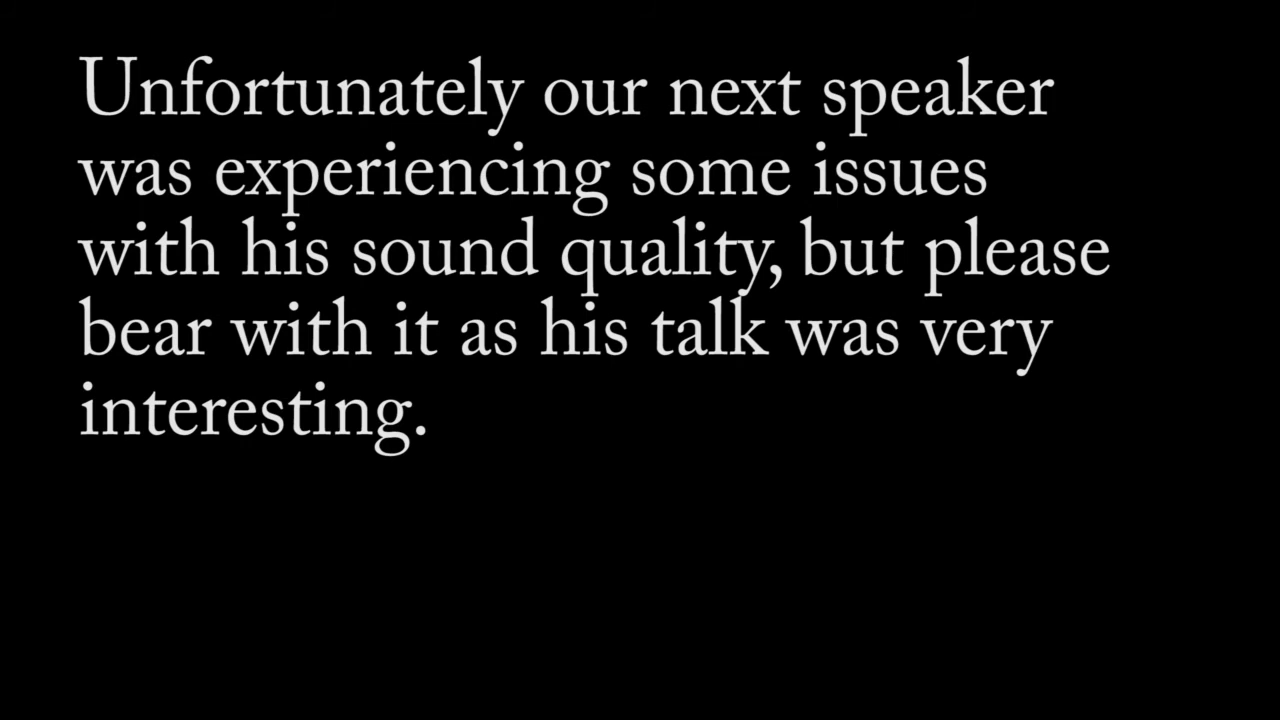 Unfortunately our next speaker
was experiencing some issues
with his sound quality, but please
bear with it as his talk was very
interesting.